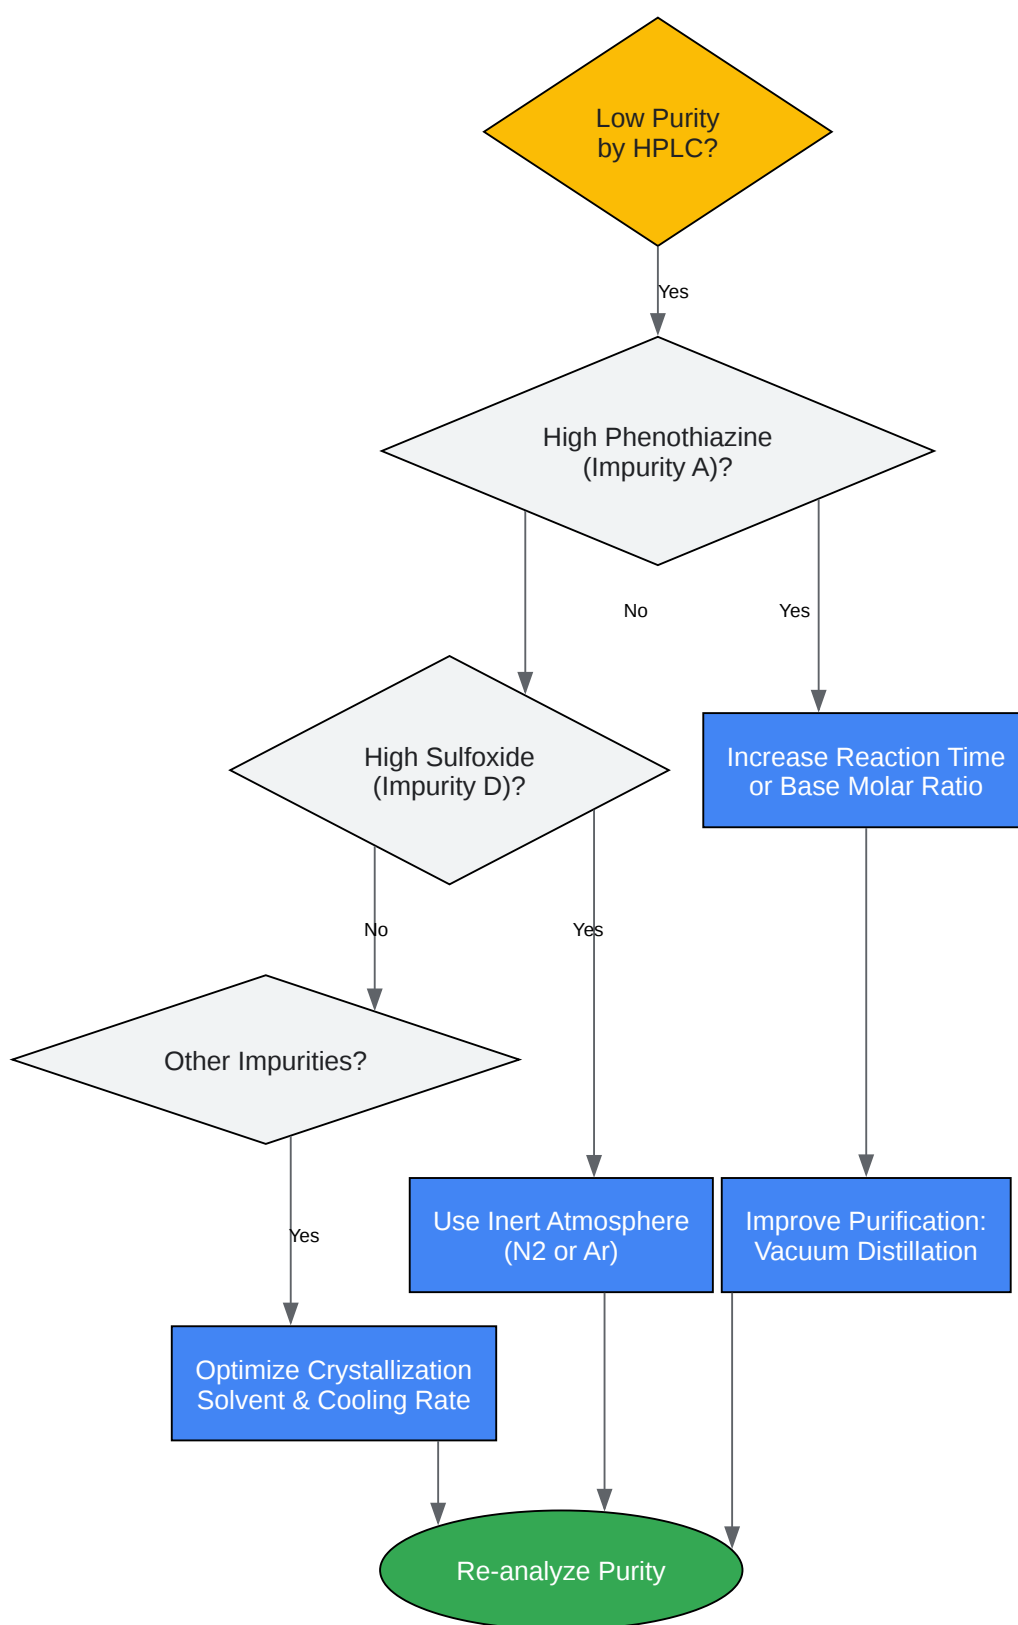 Low Purity
by HPLC?
Yes
High Phenothiazine
(Impurity A)?
No
Yes
High Sulfoxide
(Impurity D)?
Increase Reaction Time
or Base Molar Ratio
No
Yes
Other Impurities?
Use Inert Atmosphere
(N2 or Ar)
Improve Purification:
Vacuum Distillation
Yes
Optimize Crystallization
Solvent & Cooling Rate
Re-analyze Purity